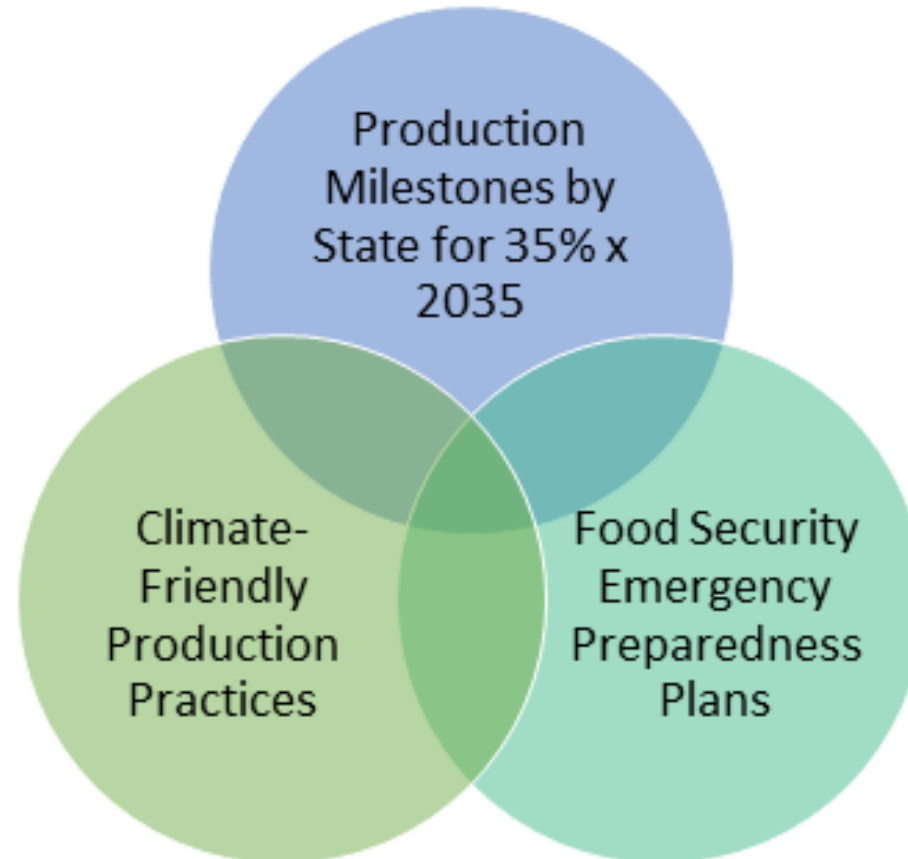 Production
Milestones by
State for 35% x
2035
Climate-
Friendly
Production
Practices
Food Security
Emergency
Preparedness
Plans